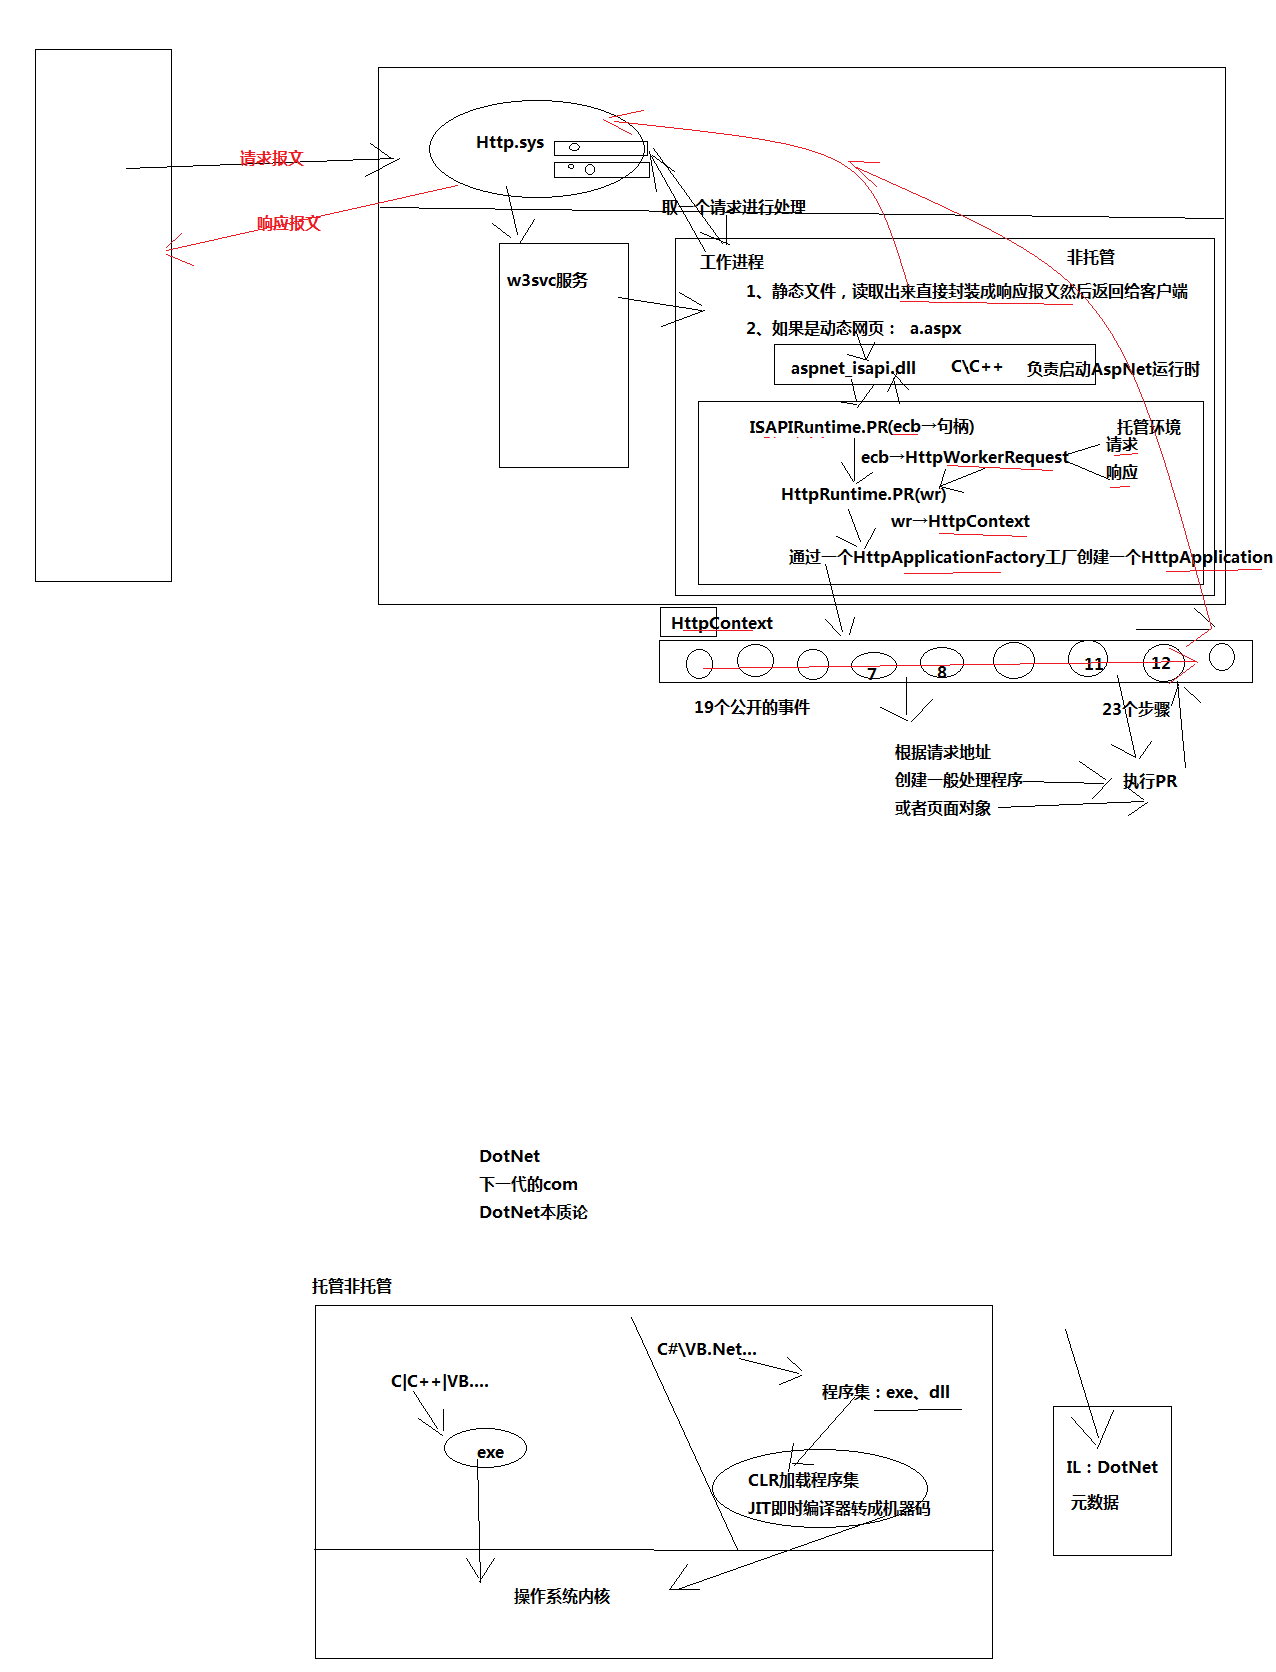 Http.sys
请求报文
取一个请求进行处理
响应报文
工作进程
非托管
w3svc服务
1、静态文件，读取出来直接封装成响应报文然后返回给客户端
2、如果是动态网页： a.aspx
aspnet_isapi.dll C\C++ 负责启动AspNet运行时
ISAPIRuntime.PR(ecb→句柄)
托管环境
请求
ecb→HttpWorkerRequest
响应
HttpRuntime.PR(wr)
wr→HttpContext
通过一个HttpApplicationFactory工厂创建一个HttpApplication
HttpContext
7
8
11
12
19个公开的事件
23个步骤
根据请求地址
创建一般处理程序
或者页面对象
执行PR
DotNet
下一代的com
DotNet本质论
托管非托管
C#\VB.Net...
C|C++|VB....
程序集：exe、dll
exe
CLR加载程序集
JIT即时编译器转成机器码
IL：DotNet
元数据
操作系统内核